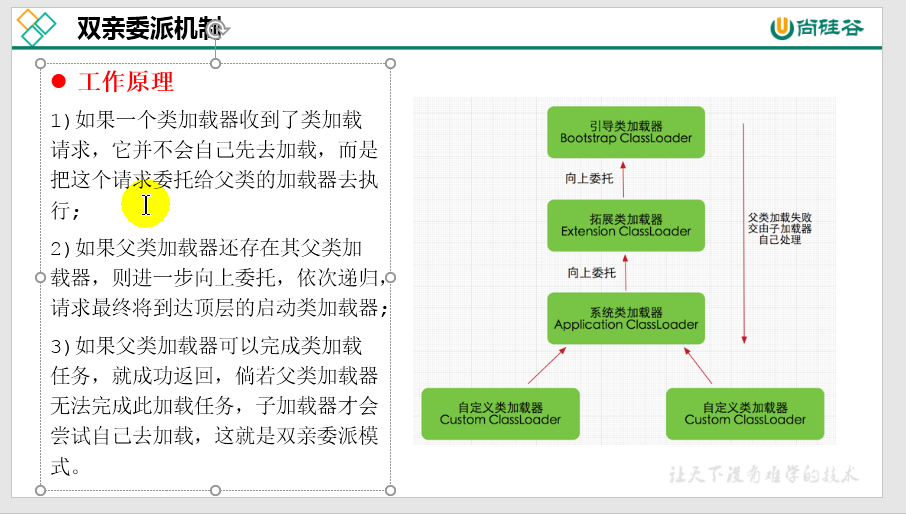 双亲委派机制
尚硅谷
● 工作原理
1)如果一个类加载器收到了类加载
请求，它并不会自己先去加载，而是
把这个请求委托给父类的加载器去执
行；
2)如果父类加载器还存在其父类加
载器，则进一步向上委托，依次递归，
请求最终将到达顶层的启动类加载器；
3)如果父类加载器可以完成类加载
任务，就成功返回，倘若父类加载器
无法完成此加载任务，子加载器才会
尝试自己去加载，这就是双亲委派模
式。
引导类加载器
Bootstrap ClassLoader
向上委托
拓展类加载器
Extension ClassLoader
向上委托
系统类加载器
Application ClassLoader
父类加载失败
交由子加载器
自己处理
自定义类加载器
Custom ClassLoader
自定义类加载器
Custom ClassLoader
让天下没有难学的技术